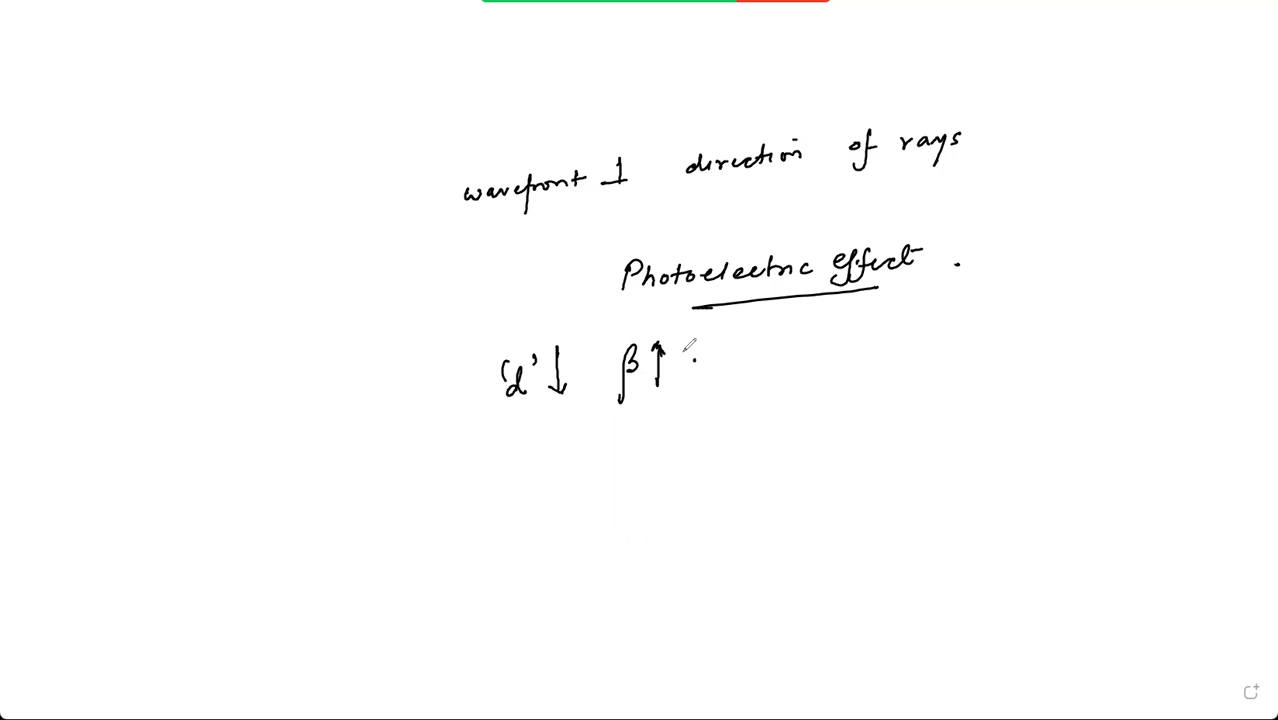 wavefront ⊥ direction of rays
Photoelectric effect .
'd' ↓ β ↑